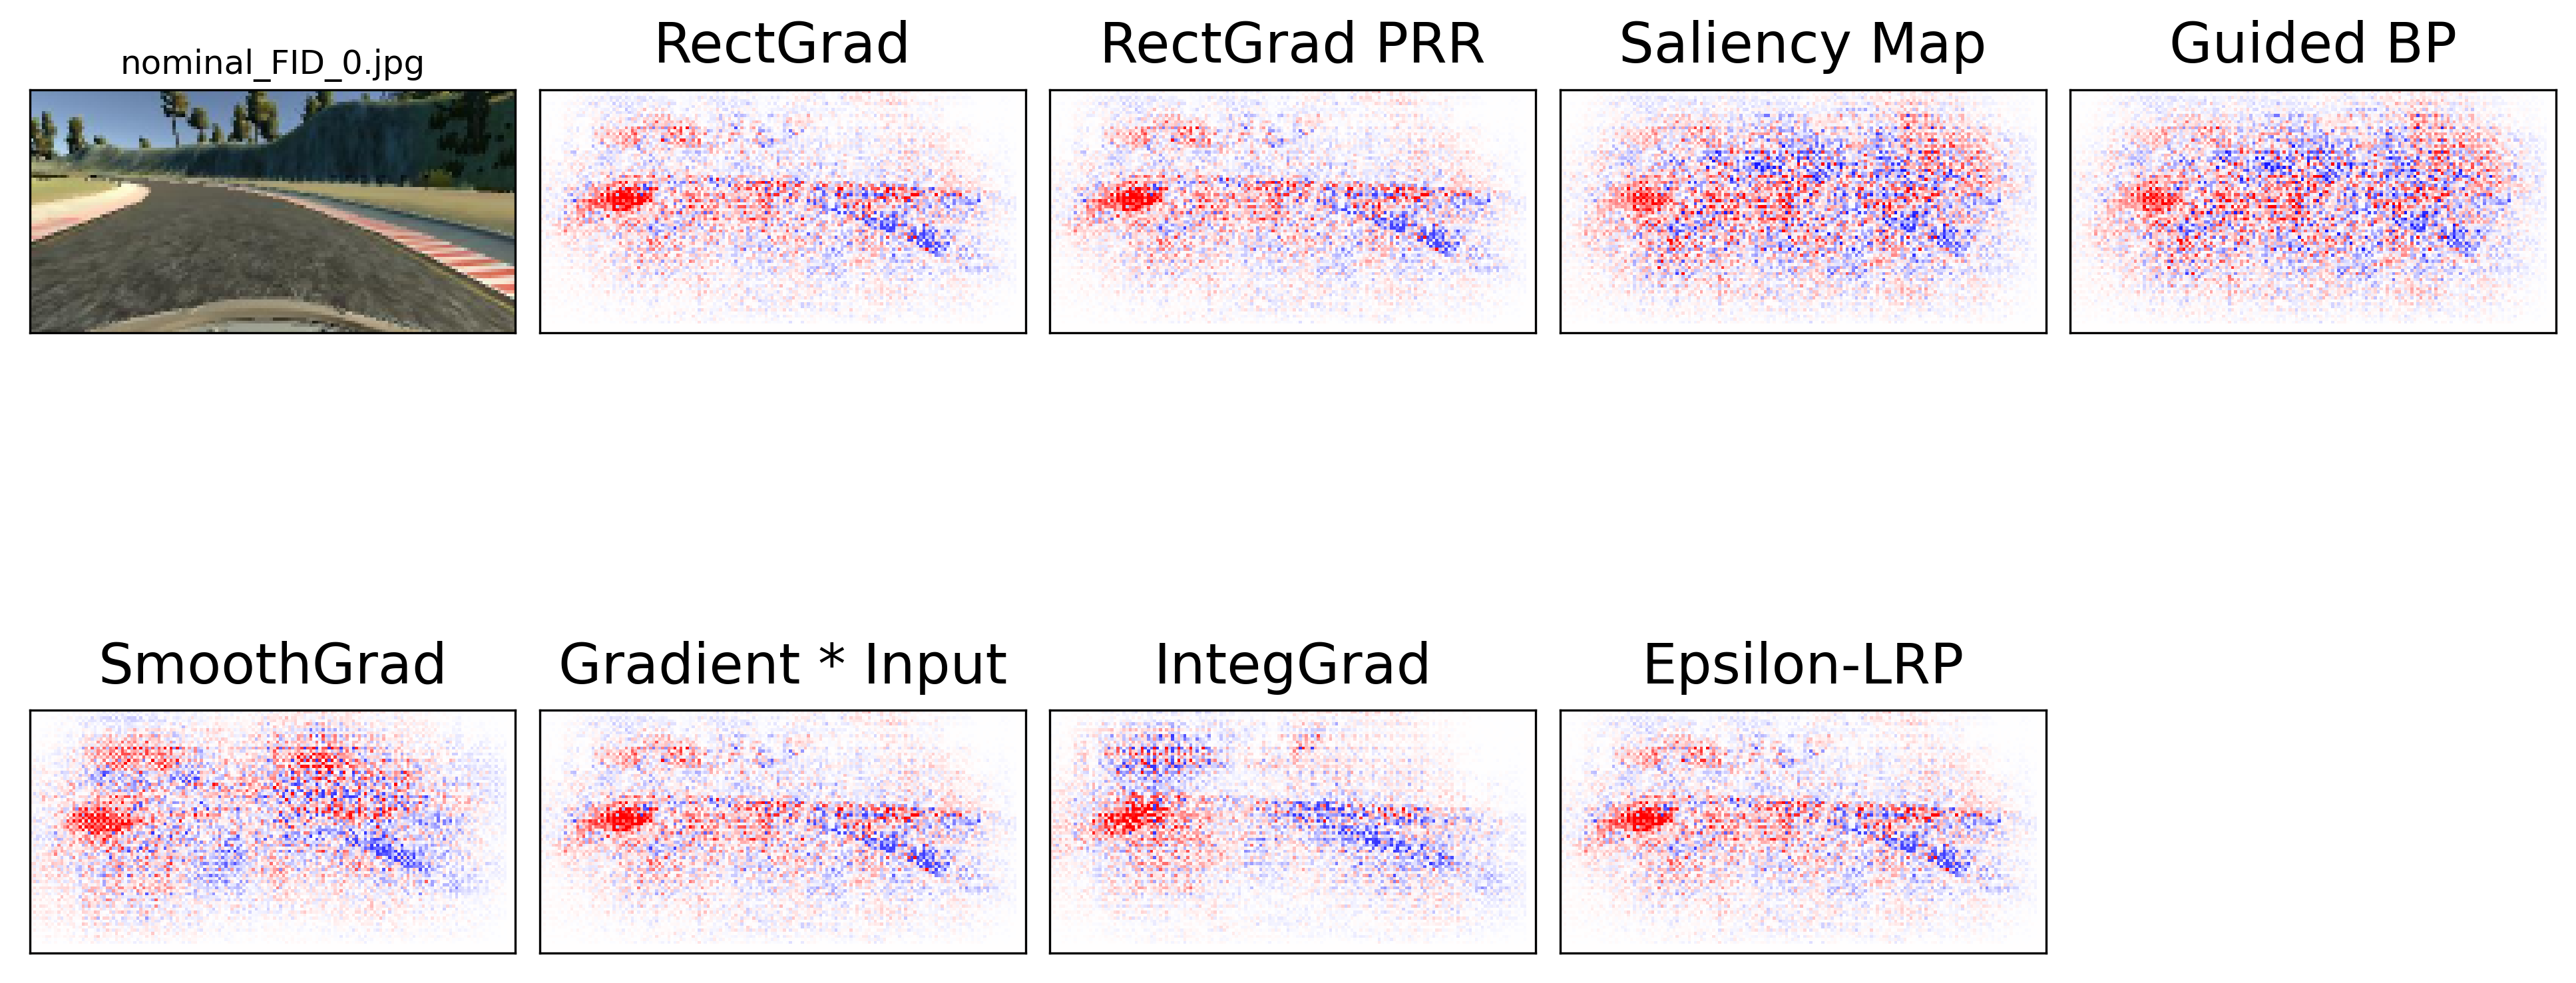 nominal_FID_0.jpg
RectGrad
RectGrad PRR
Saliency Map
Guided BP
SmoothGrad
Gradient * Input
IntegGrad
Epsilon-LRP